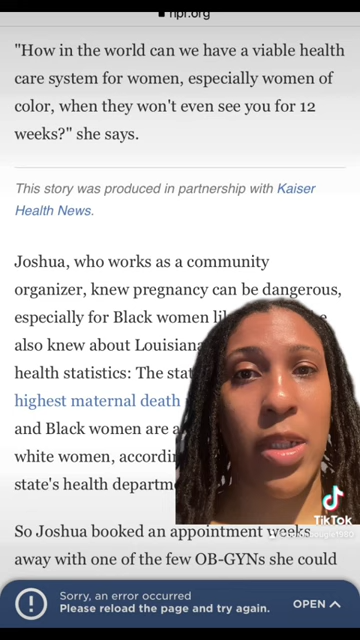 npr.org
"How in the world can we have a viable health
care system for women, especially women of
color, when they won't even see you for 12
weeks?" she says.
This story was produced in partnership with Kaiser
Health News.
Joshua, who works as a community
organizer, knew pregnancy can be dangerous,
especially for Black women
also knew about Louisiana
health statistics: The
highest maternal death
and Black women are
white women,
state's health
So Joshua booked an appointment weeks
away with one of the few OB-GYNs she could
TikTok
Sorry, an error occurred
Please reload the page and try again.
OPEN